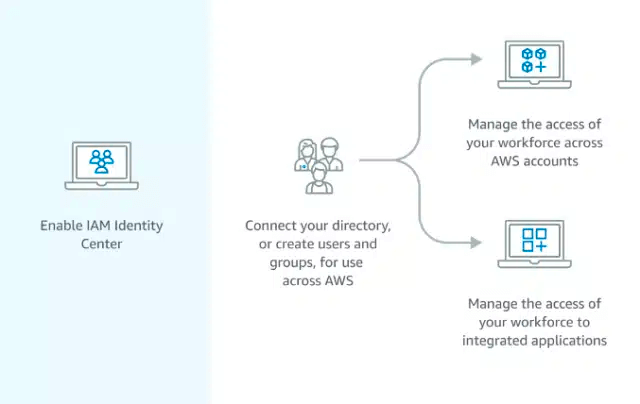 Enable IAM Identity
Center
Connect your directory,
or create users and
groups, for use
across AWS
Manage the access of
your workforce across
AWS accounts
Manage the access of
your workforce to
integrated applications